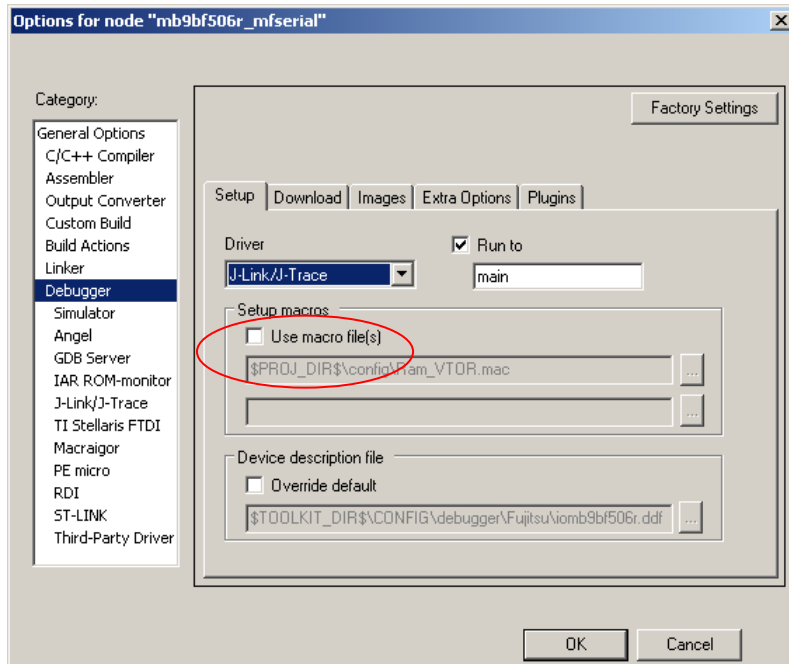 Options for node "mb9bf506r_mfserial"
Category:
Factory Settings
General Options
C/C++ Compiler
Assembler
Output Converter
Custom Build
Build Actions
Linker
Debugger
Simulator
Angel
GDB Server
IAR ROM-monitor
J-Link/J-Trace
TI Stellaris FTDI
Macraigor
PE micro
RDI
ST-LINK
Third-Party Driver
Setup Download Images Extra Options Plugins
Driver
Run to
J-Link/J-Trace
main
Setup macros
Use macro file(s)
$PROJ_DIR$\config\Ram_VTOR.mac
...
...
Device description file
Override default
$TOOLKIT_DIR$\CONFIG\debugger\Fujitsu\iomb9bf506r.ddf
...
OK Cancel